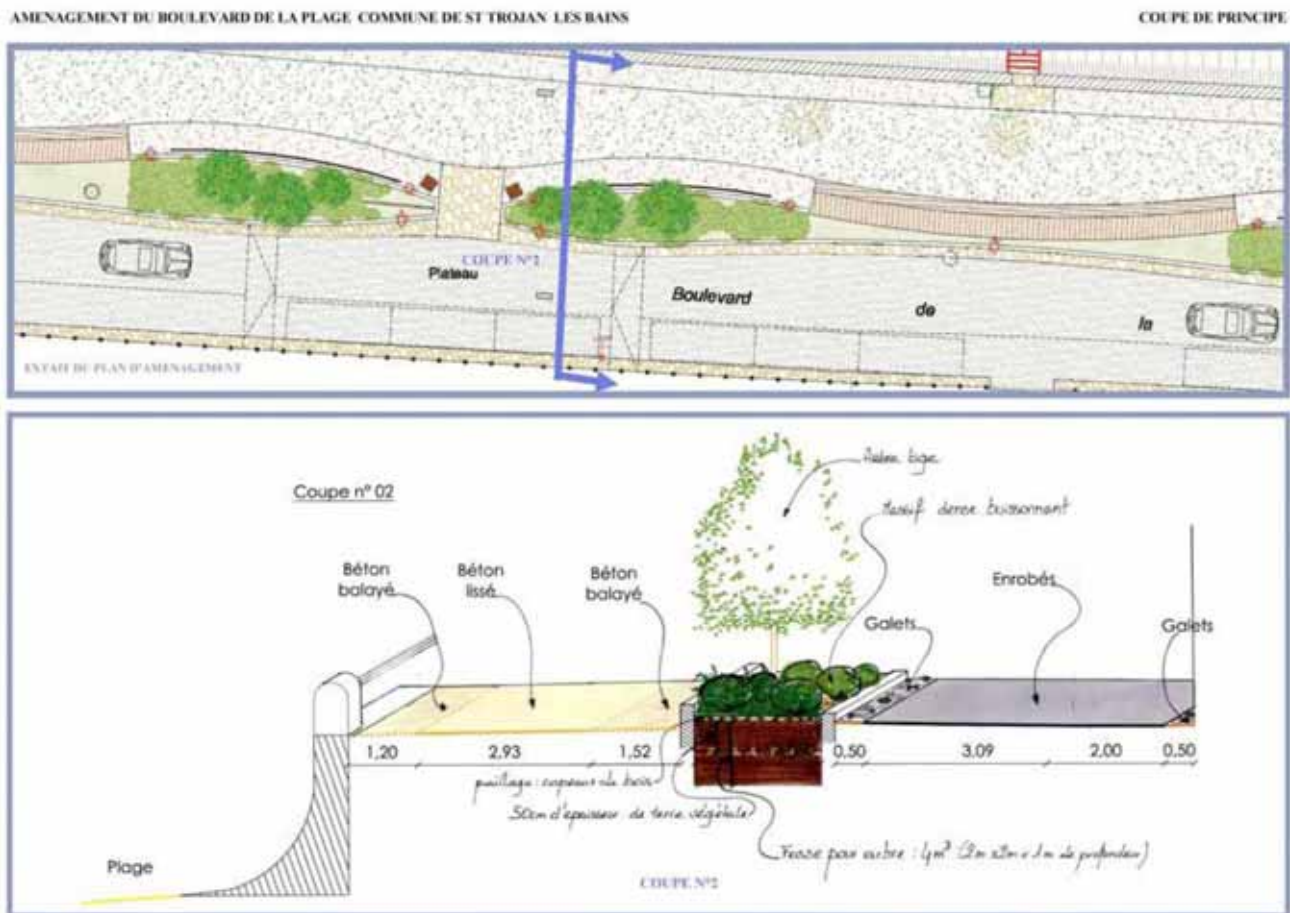 AMENAGEMENT DU BOULEVARD DE LA PLAGE COMMUNE DE ST TROJAN LES BAINS
COUPE DE PRINCIPE
COUPE N°2
Plateau
Boulevard
de
la
EXTAIT DU PLAN D'AMENAGEMENT
Coupe n° 02
Arbre tige
Massif dense buissonnant
Béton balayé
Béton lissé
Béton balayé
Enrobés
Galets
Galets
1,20
2,93
1,52
0,50
3.09
2,00
0,50
paillage : copeaux de bois
50cm d'épaisseur de terre végétale
Fosse pour arbre : 4m³ (2m x2m x 1m de profondeur)
Plage
COUPE N°2